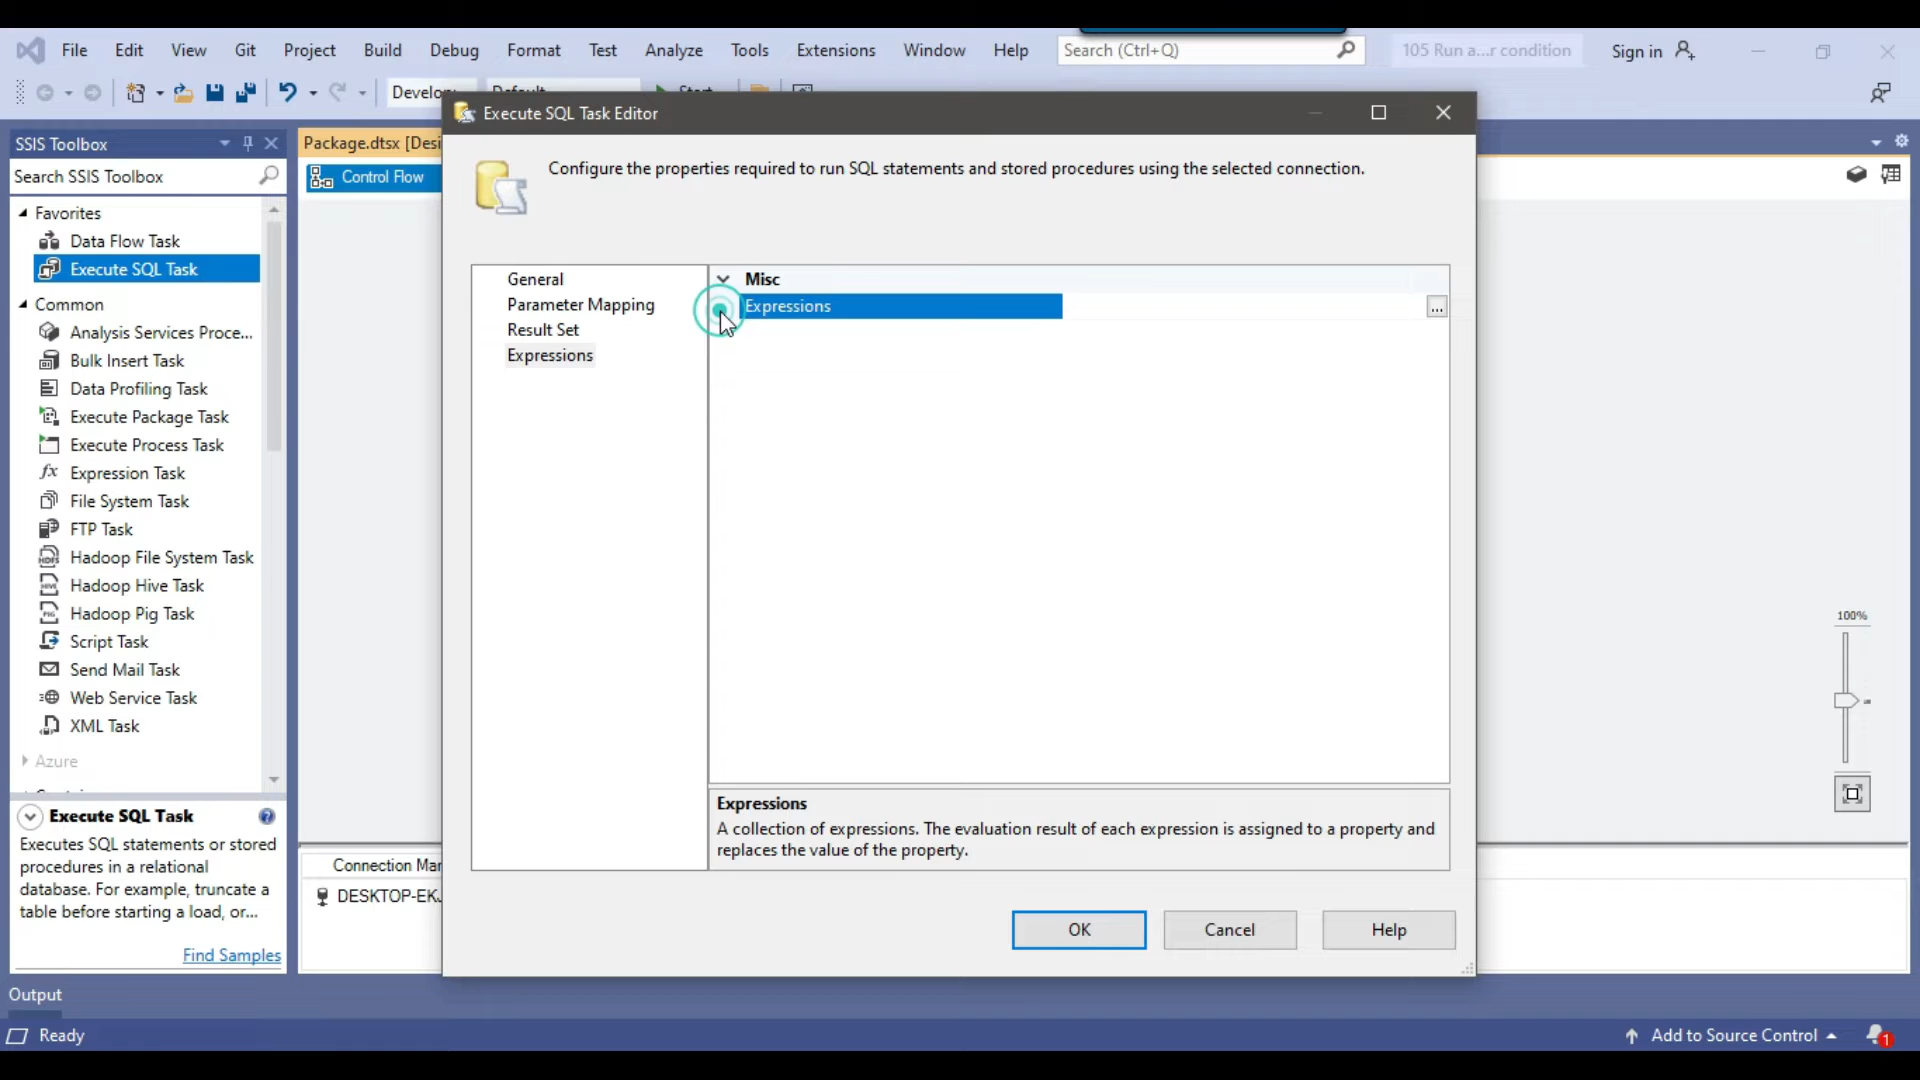 File Edit View Git Project Build Debug Format Test Analyze Tools Extensions Window Help Search (Ctrl+Q) 105 Run a...r condition Sign in
Start
Execute SQL Task Editor
SSIS Toolbox
Package.dtsx
Search SSIS Toolbox
Control Flow
Configure the properties required to run SQL statements and stored procedures using the selected connection.
Favorites
Data Flow Task
Execute SQL Task
Common
Analysis Services Proce...
Bulk Insert Task
Data Profiling Task
Execute Package Task
Execute Process Task
fx Expression Task
File System Task
FTP Task
Hadoop File System Task
Hadoop Hive Task
Hadoop Pig Task
Script Task
Send Mail Task
Web Service Task
XML Task
Azure
General
Parameter Mapping
Result Set
Expressions
Misc
Expressions
...
100%
Expressions
A collection of expressions. The evaluation result of each expression is assigned to a property and
replaces the value of the property.
OK Cancel Help
Execute SQL Task
Executes SQL statements or stored
procedures in a relational
database. For example, truncate a
table before starting a load, or...
Find Samples
Connection
DESKTOP-EKJ
Output
Ready
Add to Source Control
1